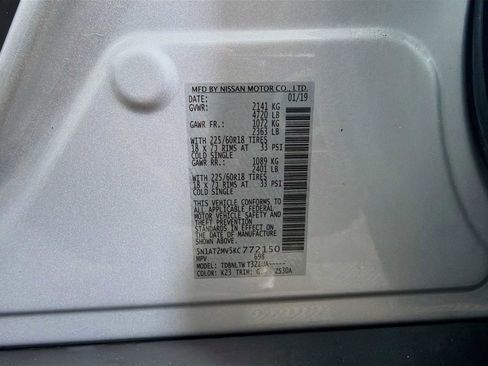 MFD BY NISSAN MOTOR CO., LTD.
DATE: 01/19
GVWR: 2141 KG
4720 LB
GAWR FR.: 1072 KG
2363 LB
WITH 225/60R18 TIRES
18 X 7J RIMS AT 33 PSI
COLD SINGLE
GAWR RR.: 1089 KG
2401 LB
WITH 225/60R18 TIRES
18 X 7J RIMS AT 33 PSI
COLD SINGLE
THIS VEHICLE CONFORMS TO
ALL APPLICABLE FEDERAL
MOTOR VEHICLE SAFETY
AND THEFT PREVENTION
STANDARDS IN EFFECT ON
THE DATE OF MANUFACTURE
SHOWN ABOVE.
5N1AT2MV5KC772150
MPV 698
MODEL:
COLOR: K23 TRIM: G